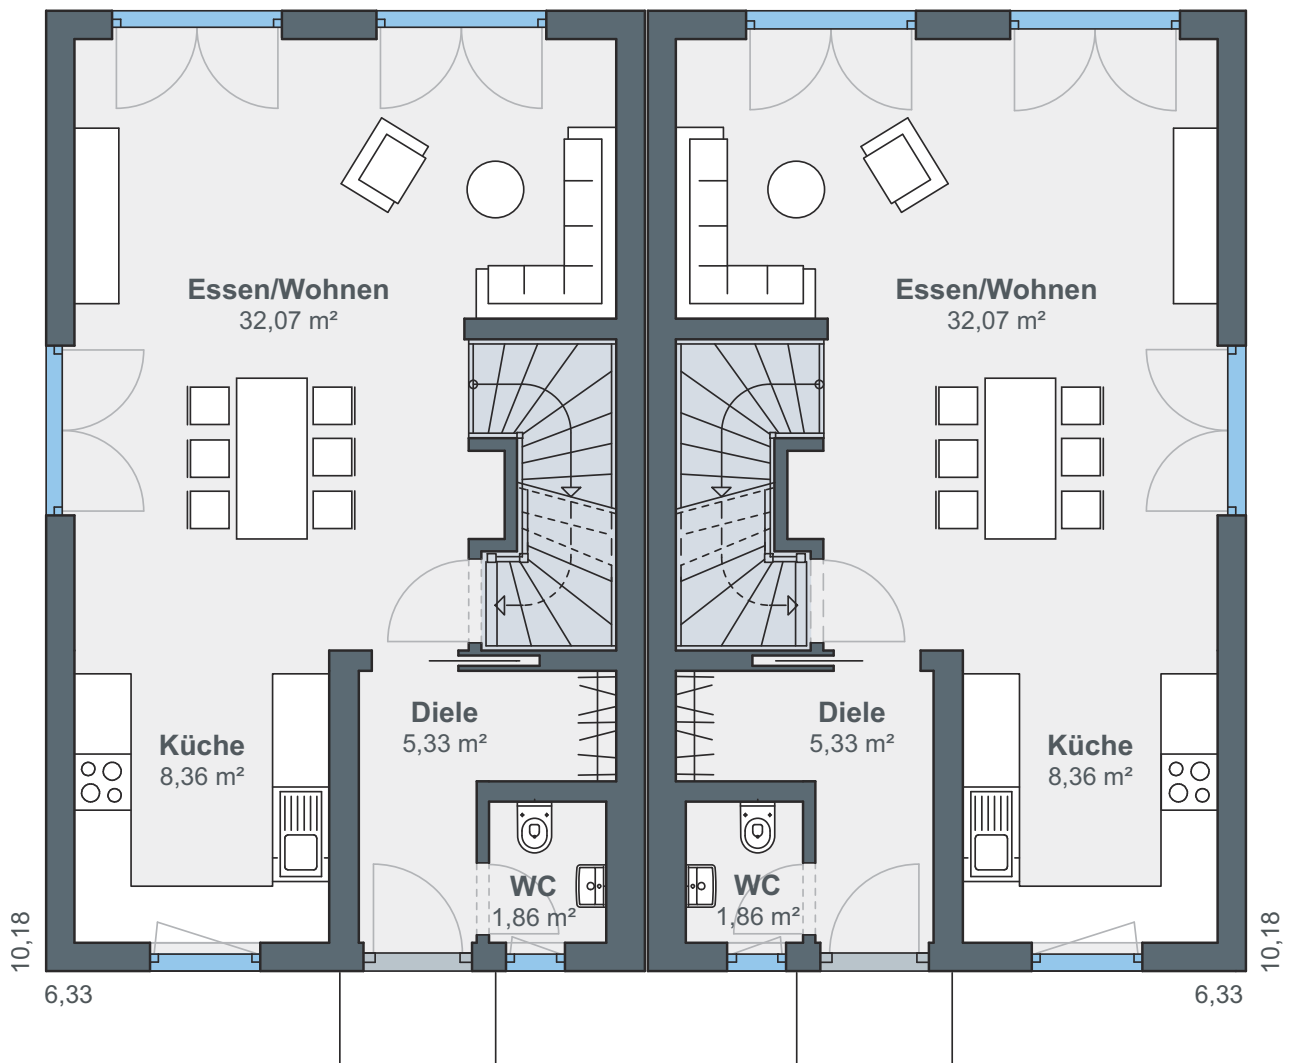 Essen/Wohnen
32,07 m²
Essen/Wohnen
32,07 m²
Diele
5,33 m²
Diele
5,33 m²
Küche
8,36 m²
Küche
8,36 m²
WC
1,86 m²
WC
1,86 m²
10,18
10,18
6,33
6,33